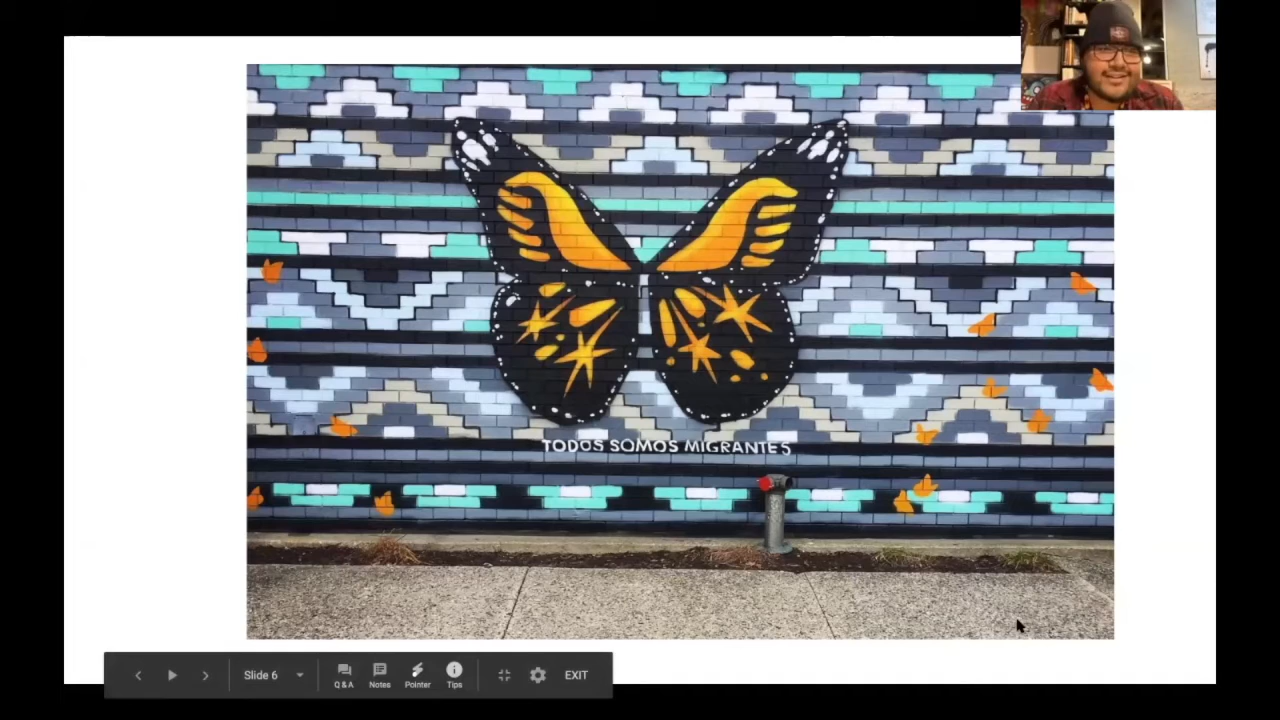 TODOS SOMOS MIGRANTES
Slide 6
Q & A
Notes
Pointer
Tips
EXIT